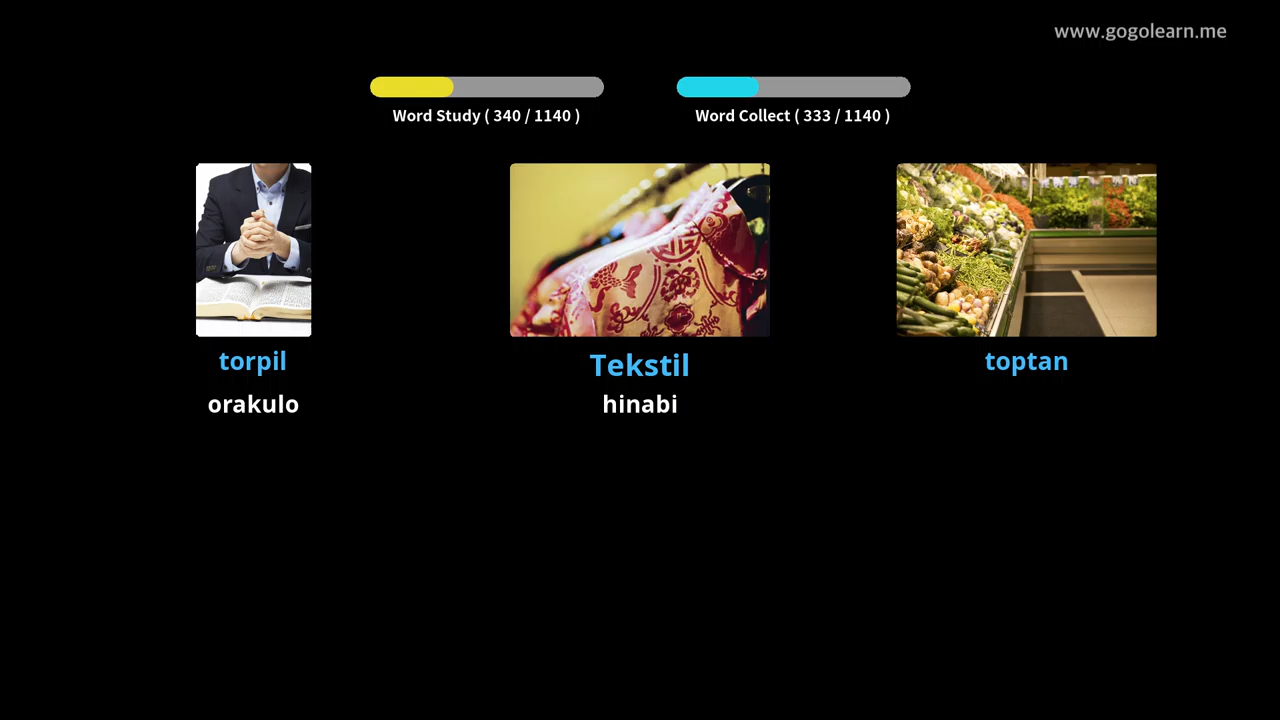 www.gogolearn.me
Word Study ( 340 / 1140 )
Word Collect ( 333 / 1140 )
torpil
Tekstil
toptan
orakulo
hinabi